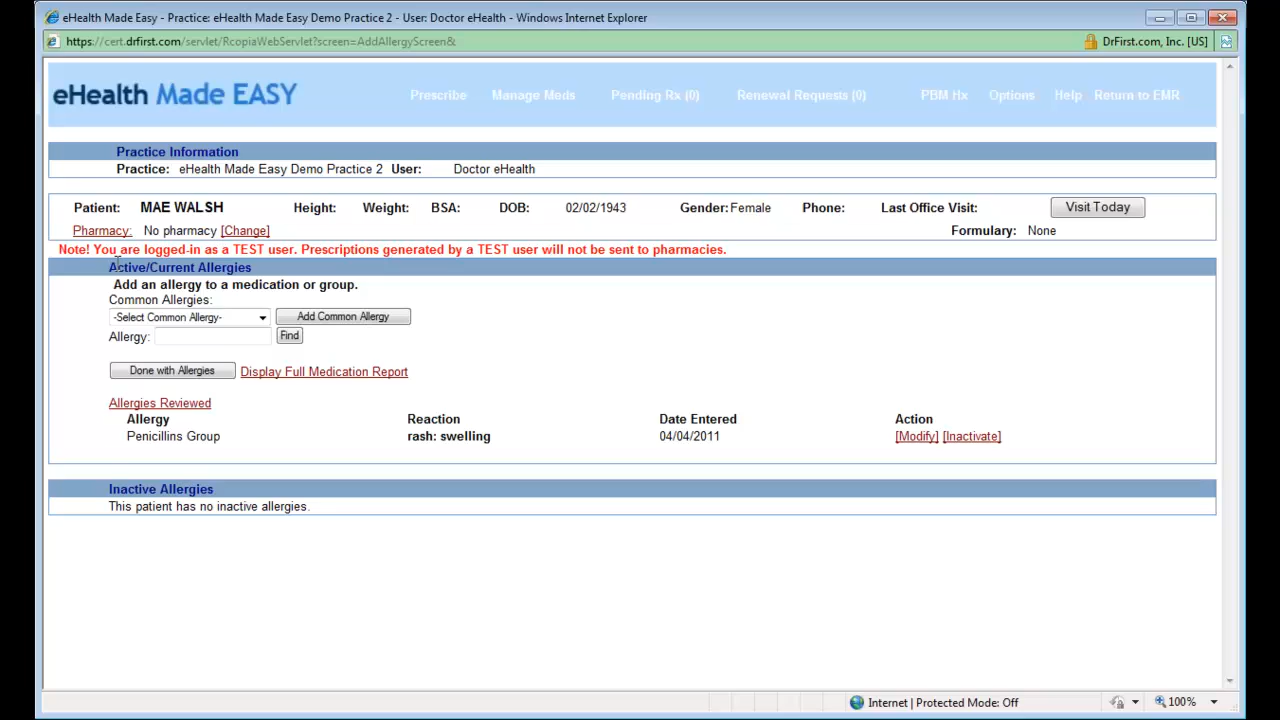 eHealth Made Easy - Practice: eHealth Made Easy Demo Practice 2 - User: Doctor eHealth - Windows Internet Explorer
https://cert.drfirst.com/servlet/RcopiaWebServlet?screen=AddAllergyScreen& DrFirst.com, Inc. [US]
eHealth Made EASY Prescribe Manage Meds Pending Rx (0) Renewal Requests (0) PBM Hx Options Help Return to EMR
Practice Information
Practice: eHealth Made Easy Demo Practice 2 User: Doctor eHealth
Patient: MAE WALSH Height: Weight: BSA: DOB: 02/02/1943 Gender: Female Phone: Last Office Visit: Visit Today
Pharmacy: No pharmacy [Change] Formulary: None
Note! You are logged-in as a TEST user. Prescriptions generated by a TEST user will not be sent to pharmacies.
Active/Current Allergies
Add an allergy to a medication or group.
Common Allergies:
-Select Common Allergy- Add Common Allergy
Allergy: Find
Done with Allergies Display Full Medication Report
Allergies Reviewed
Allergy Reaction Date Entered Action
Penicillins Group rash: swelling 04/04/2011 [Modify] [Inactivate]
Inactive Allergies
This patient has no inactive allergies.
Internet | Protected Mode: Off 100%